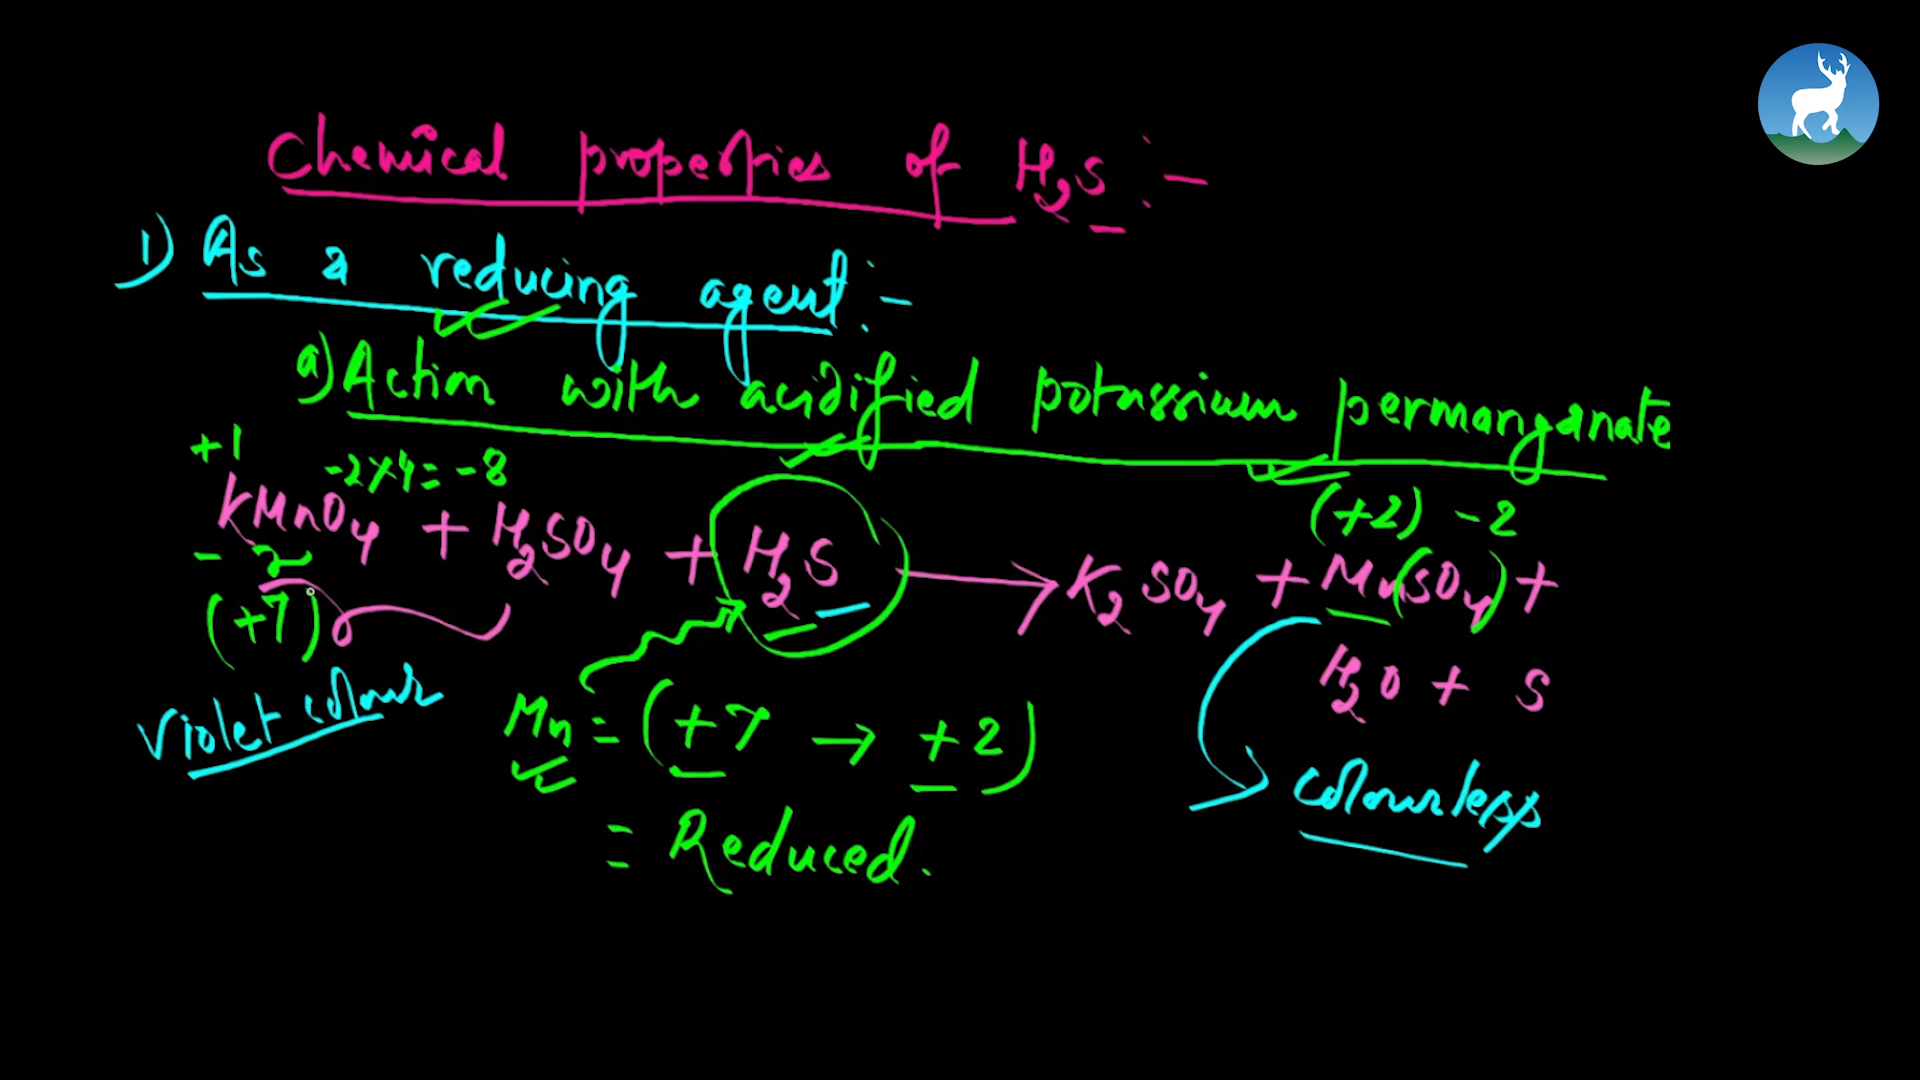 Chemical properties of H₂S :-
1) As a reducing agent :-
a) Action with acidified potassium permanganate
+1 -2×4 = -8 (+2) -2
KMnO₄ + H₂SO₄ + H₂S → K₂SO₄ + Mn(SO₄) +
- 2
(+7)
H₂O + S
Violet colour
Mn = (+7 → +2)
colourless
= Reduced.